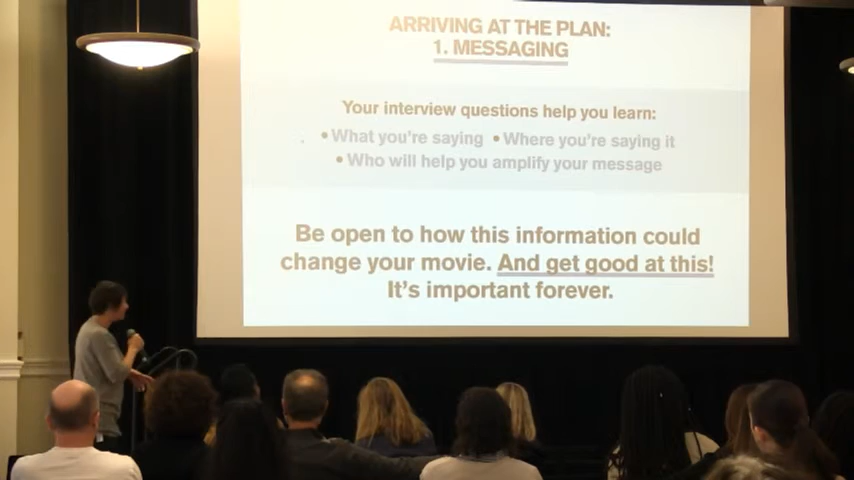 ARRIVING AT THE PLAN:
1. MESSAGING
Your interview questions help you learn:
• What you're saying • Where you're saying it
• Who will help you amplify your message
Be open to how this information could
change your movie. And get good at this!
It's important forever.